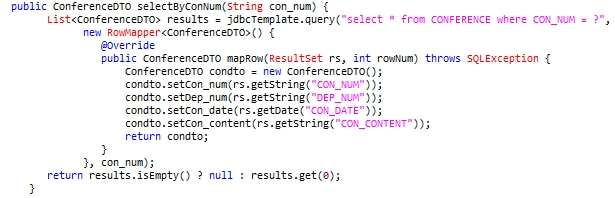 public ConferenceDTO selectByConNum(String con_num) {
List<ConferenceDTO> results = jdbcTemplate.query("select * from CONFERENCE where CON_NUM = ?",
new RowMapper<ConferenceDTO>() {
@Override
public ConferenceDTO mapRow(ResultSet rs, int rowNum) throws SQLException {
ConferenceDTO condto = new ConferenceDTO();
condto.setCon_num(rs.getString("CON_NUM"));
condto.setDep_num(rs.getString("DEP_NUM"));
condto.setCon_date(rs.getDate("CON_DATE"));
condto.setCon_content(rs.getString("CON_CONTENT"));
return condto;
}
}, con_num);
return results.isEmpty() ? null : results.get(0);
}